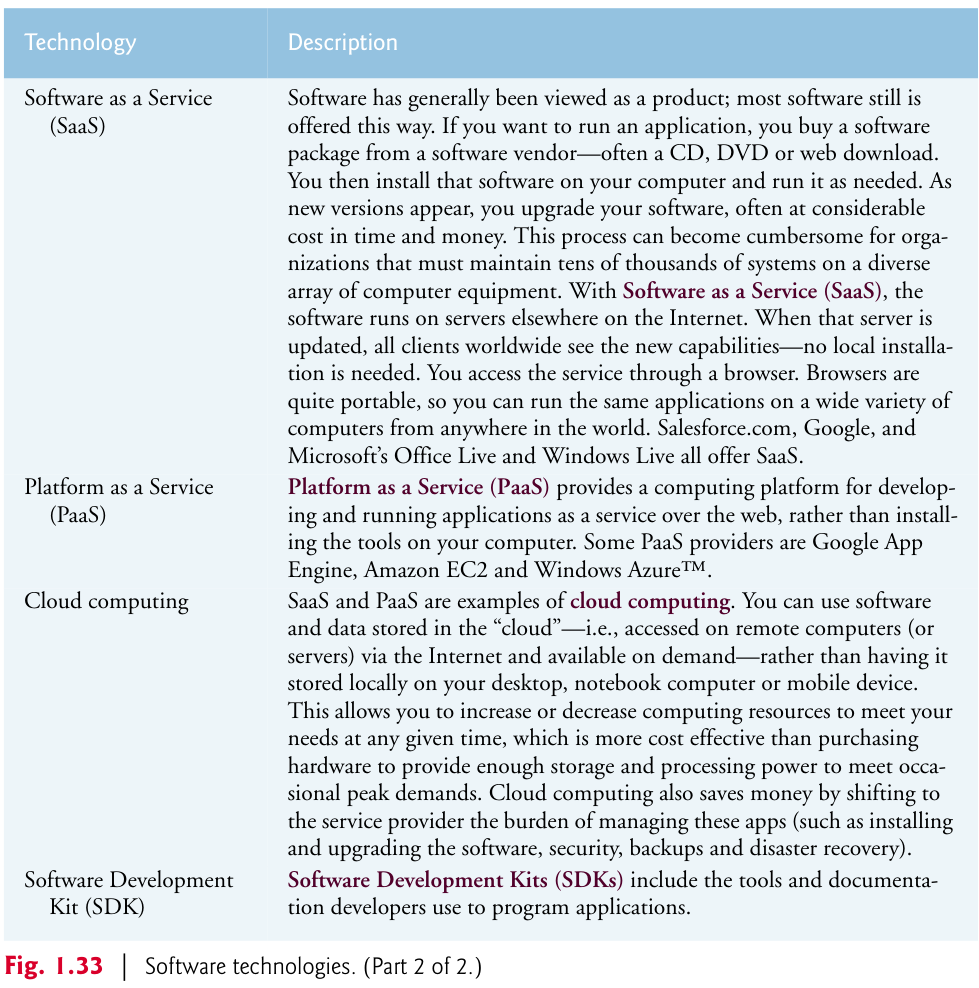 Technology
Description
Software as a Service
(SaaS)
Software has generally been viewed as a product; most software still is
offered this way. If you want to run an application, you buy a software
package from a software vendor—often a CD, DVD or web download.
You then install that software on your computer and run it as needed. As
new versions appear, you upgrade your software, often at considerable
cost in time and money. This process can become cumbersome for orga-
nizations that must maintain tens of thousands of systems on a diverse
array of computer equipment. With Software as a Service (SaaS), the
software runs on servers elsewhere on the Internet. When that server is
updated, all clients worldwide see the new capabilities—no local installa-
tion is needed. You access the service through a browser. Browsers are
quite portable, so you can run the same applications on a wide variety of
computers from anywhere in the world. Salesforce.com, Google, and
Microsoft’s Office Live and Windows Live all offer SaaS.
Platform as a Service
(PaaS)
Platform as a Service (PaaS) provides a computing platform for develop-
ing and running applications as a service over the web, rather than install-
ing the tools on your computer. Some PaaS providers are Google App
Engine, Amazon EC2 and Windows Azure™.
Cloud computing
SaaS and PaaS are examples of cloud computing. You can use software
and data stored in the “cloud”—i.e., accessed on remote computers (or
servers) via the Internet and available on demand—rather than having it
stored locally on your desktop, notebook computer or mobile device.
This allows you to increase or decrease computing resources to meet your
needs at any given time, which is more cost effective than purchasing
hardware to provide enough storage and processing power to meet occa-
sional peak demands. Cloud computing also saves money by shifting to
the service provider the burden of managing these apps (such as installing
and upgrading the software, security, backups and disaster recovery).
Software Development
Kit (SDK)
Software Development Kits (SDKs) include the tools and documenta-
tion developers use to program applications.
Fig. 1.33 | Software technologies. (Part 2 of 2.)